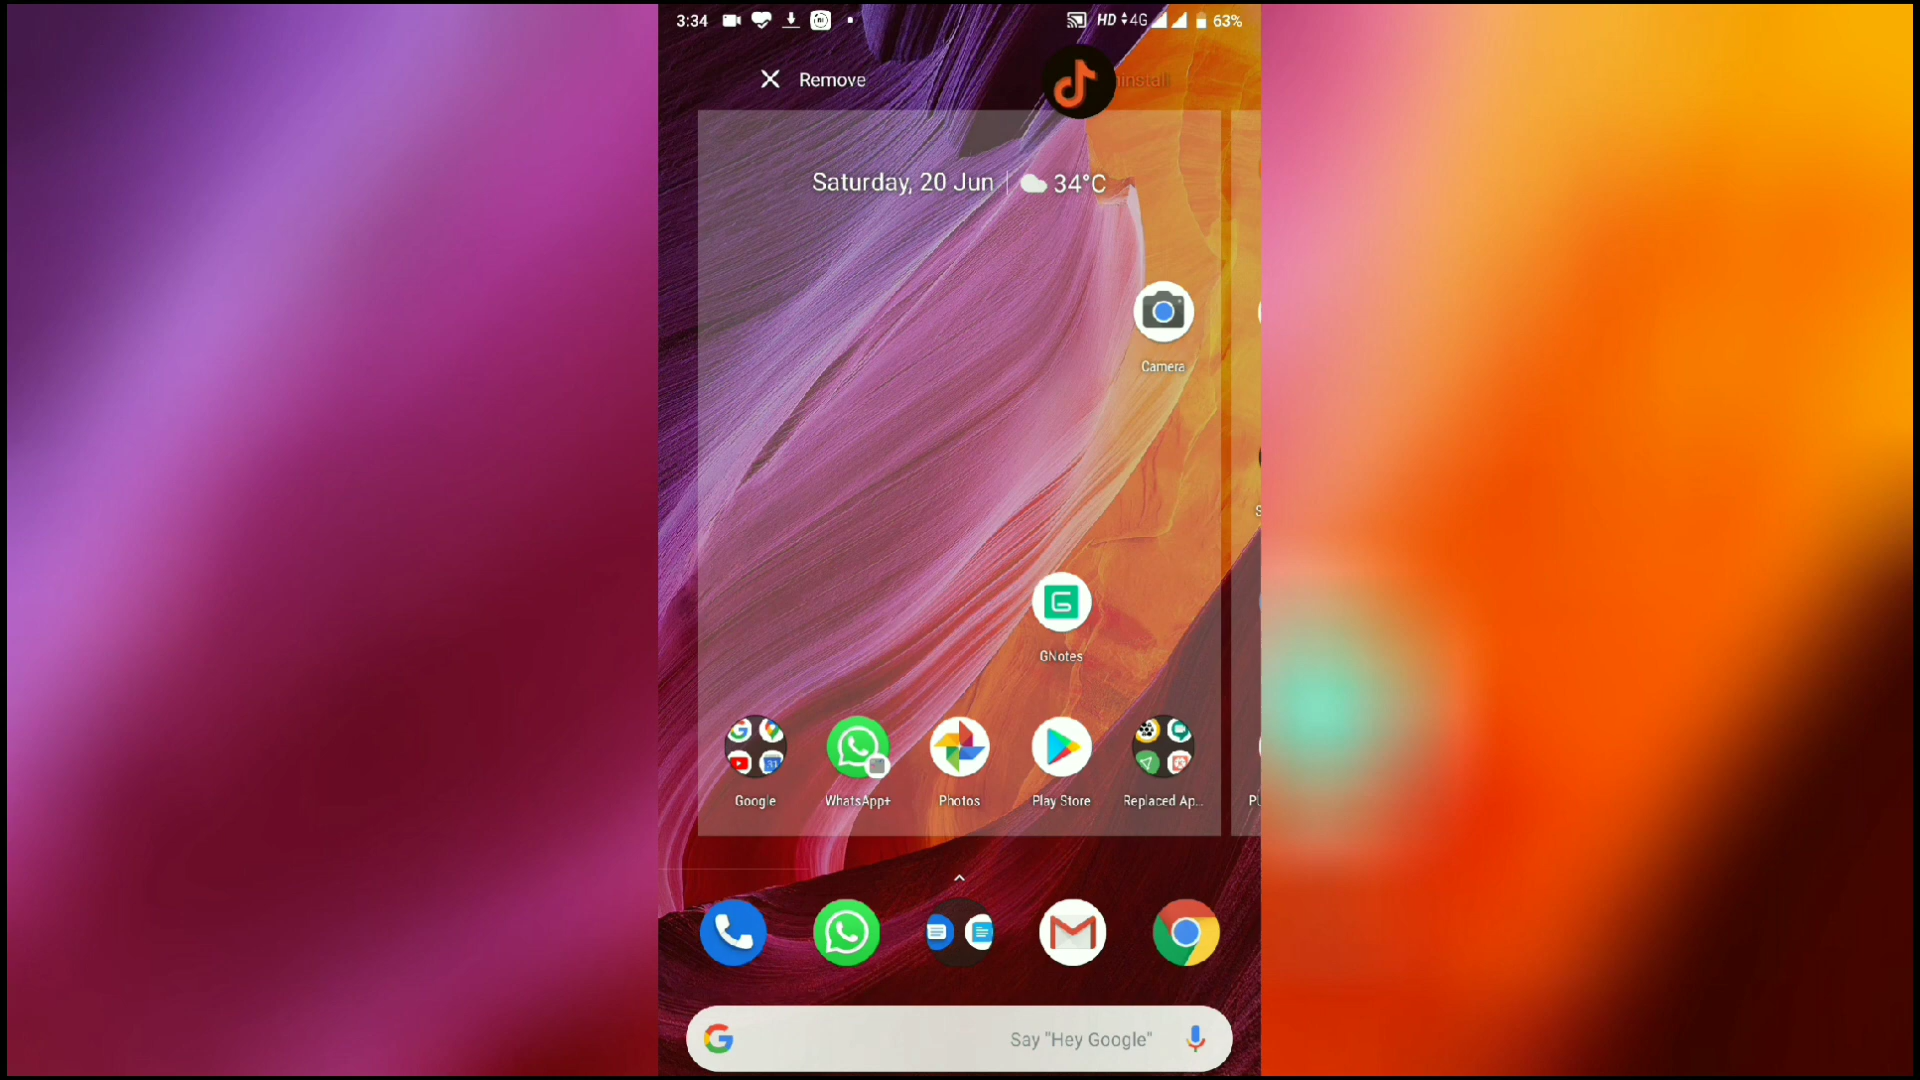 3:34 HD 4G 63%
Remove
Saturday, 20 Jun 34°C
Camera
GNotes
Google WhatsApp+ Photos Play Store Replaced Ap..
Say "Hey Google"